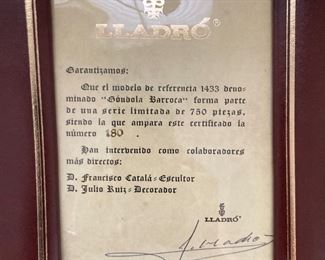 LLADRÓ®
Garantizamos:
Que el modelo de referencia 1433 deno-
minado "Góndola Barroca" forma parte
de una serie limitada de 750 piezas,
siendo la que ampara este certificado la
número 180 .
Han intervenido como colaboradores
más directos:
D. Francisco Catalá-Escultor
D. Julio Ruiz-Decorador
LLADRÓ®